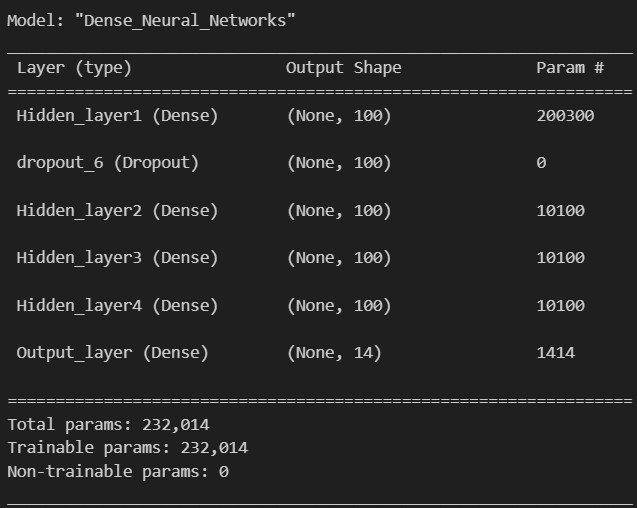 Model: "Dense_Neural_Networks"
Layer (type) Output Shape Param #
Hidden_layer1 (Dense) (None, 100) 200300
dropout_6 (Dropout) (None, 100) 0
Hidden_layer2 (Dense) (None, 100) 10100
Hidden_layer3 (Dense) (None, 100) 10100
Hidden_layer4 (Dense) (None, 100) 10100
Output_layer (Dense) (None, 14) 1414
Total params: 232,014
Trainable params: 232,014
Non-trainable params: 0